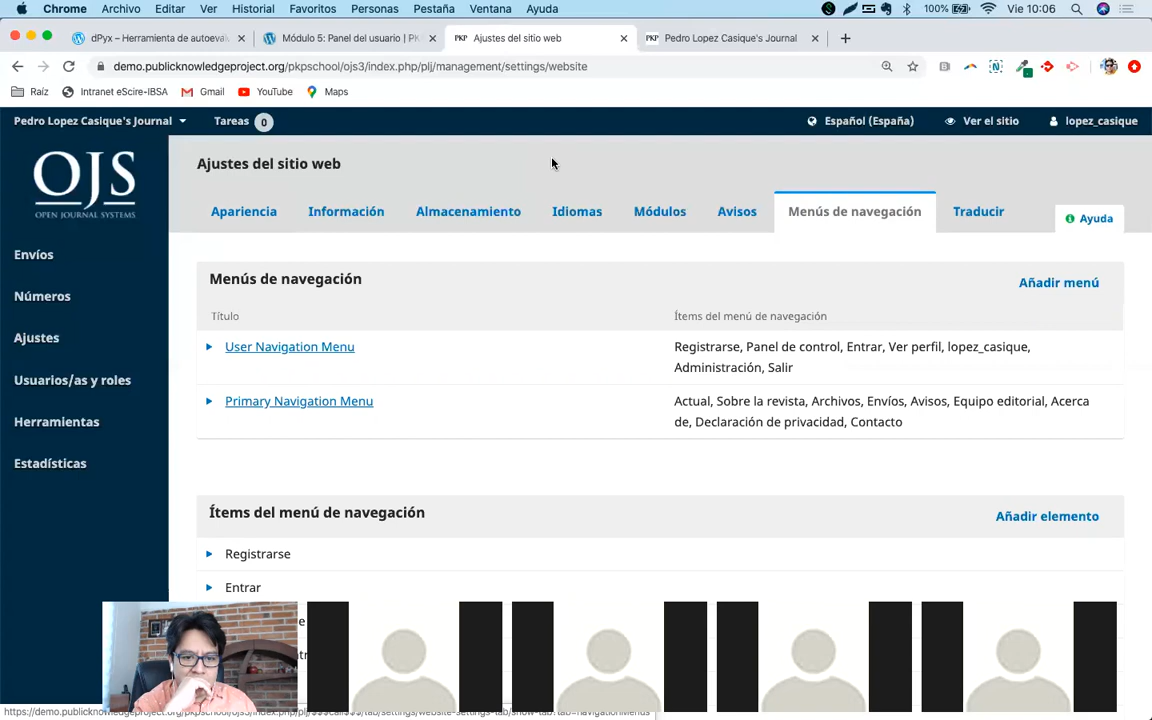 Chrome Archivo Editar Ver Historial Favoritos Personas Pestaña Ventana Ayuda 100% Vie 10:06
dPyx – Herramienta de autoeval Módulo 5: Panel del usuario | PK PKP Ajustes del sitio web PKP Pedro Lopez Casique's Journal
demo.publicknowledgeproject.org/pkpschool/ojs3/index.php/plj/management/settings/website
Raíz Intranet eScire-IBSA Gmail YouTube Maps
Pedro Lopez Casique's Journal Tareas 0 Español (España) Ver el sitio lopez_casique
OJS
OPEN JOURNAL SYSTEMS
Envíos
Números
Ajustes
Usuarios/as y roles
Herramientas
Estadísticas
Ajustes del sitio web
Apariencia Información Almacenamiento Idiomas Módulos Avisos Menús de navegación Traducir Ayuda
Menús de navegación Añadir menú
Título Ítems del menú de navegación
User Navigation Menu Registrarse, Panel de control, Entrar, Ver perfil, lopez_casique,
Administración, Salir
Primary Navigation Menu Actual, Sobre la revista, Archivos, Envíos, Avisos, Equipo editorial, Acerca
de, Declaración de privacidad, Contacto
Ítems del menú de navegación Añadir elemento
Registrarse
Entrar